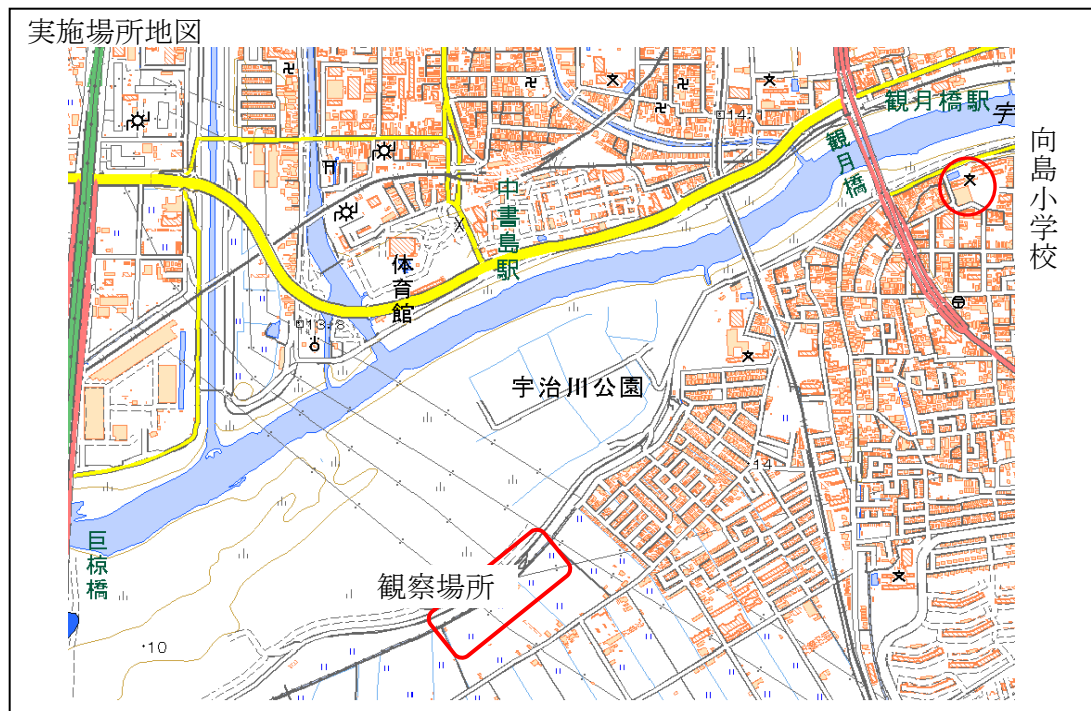 実施場所地図
観月橋駅
宇
観月橋
向島小学校
14.1
中書島駅
体育館
13.8
宇治川公園
14
巨椋橋
観察場所
10